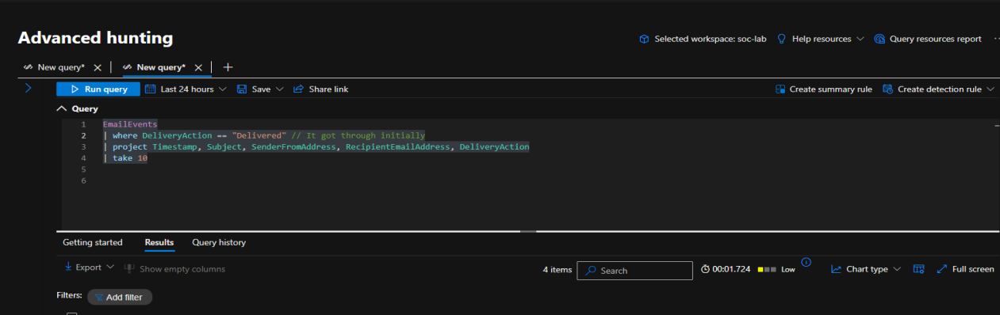 Advanced hunting
Selected workspace: soc-lab Help resources Query resources report
New query* New query*
Run query Last 24 hours Save Share link Create summary rule Create detection rule
Query
1 EmailEvents
2 | where DeliveryAction == "Delivered" // It got through initially
3 | project Timestamp, Subject, SenderFromAddress, RecipientEmailAddress, DeliveryAction
4 | take 10
5
6
Getting started Results Query history
Export Show empty columns 4 items Search 00:01.724 Low Chart type Full screen
Filters: Add filter